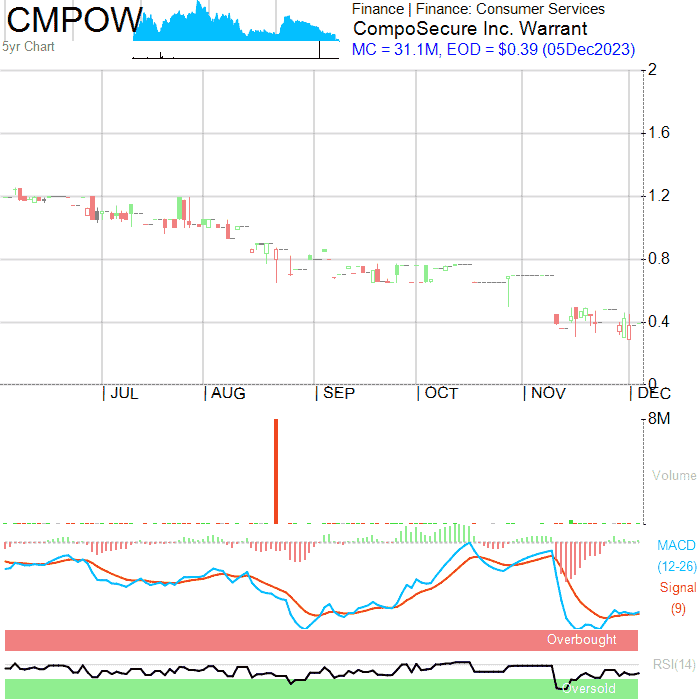 CMPOW
5yr Chart
Finance | Finance: Consumer Services
CompoSecure Inc. Warrant
MC = 31.1M, EOD = $0.39 (05Dec2023)
2
1.6
1.2
0.8
0.4
0
| JUL | AUG | SEP | OCT | NOV | DEC
8M
Volume
MACD
(12-26)
Signal
(9)
Overbought
RSI(14)
Oversold